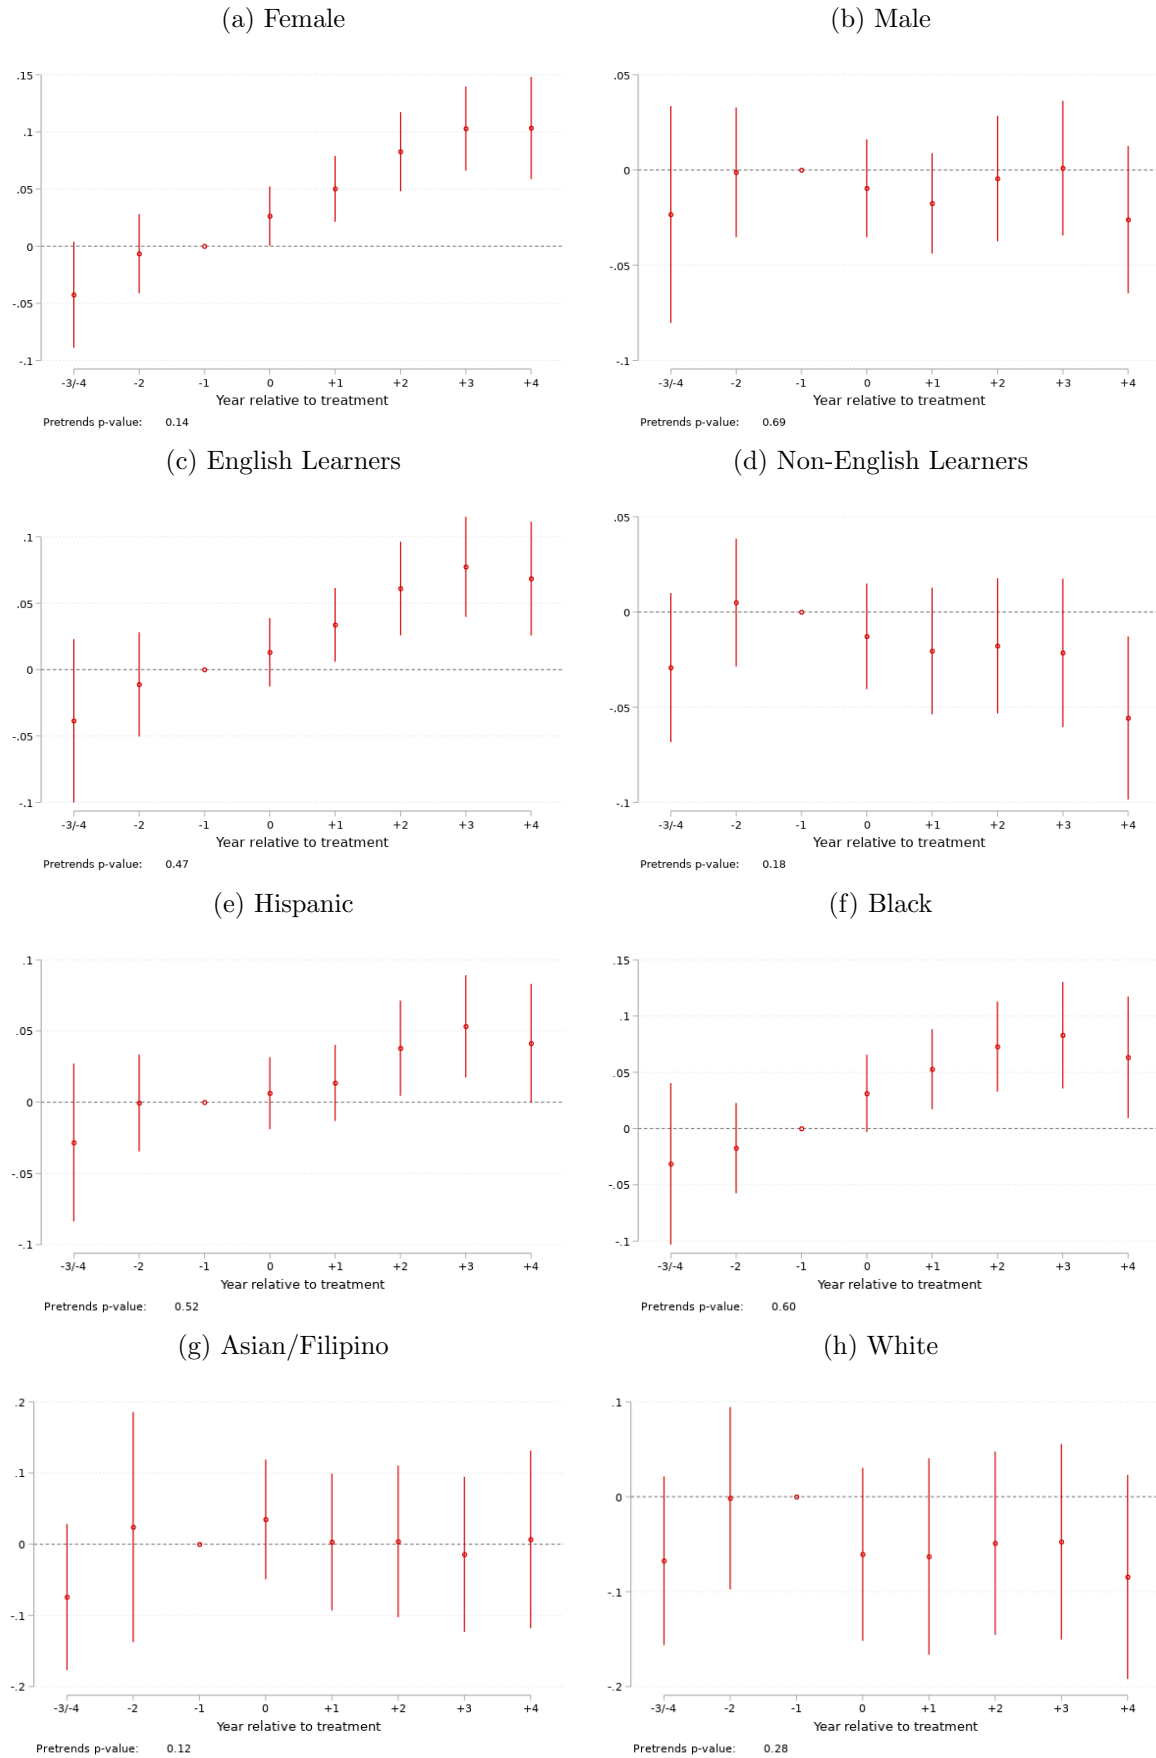 (a) Female
.15
.1
.05
0
-.05
-.1
-3/-4 -2 -1 0 +1 +2 +3 +4
Year relative to treatment
Pretrends p-value: 0.14
(b) Male
.05
0
-.05
-.1
-3/-4 -2 -1 0 +1 +2 +3 +4
Year relative to treatment
Pretrends p-value: 0.69
(c) English Learners
.1
.05
0
-.05
-.1
-3/-4 -2 -1 0 +1 +2 +3 +4
Year relative to treatment
Pretrends p-value: 0.47
(d) Non-English Learners
.05
0
-.05
-.1
-3/-4 -2 -1 0 +1 +2 +3 +4
Year relative to treatment
Pretrends p-value: 0.18
(e) Hispanic
.1
.05
0
-.05
-.1
-3/-4 -2 -1 0 +1 +2 +3 +4
Year relative to treatment
Pretrends p-value: 0.52
(f) Black
.15
.1
.05
0
-.05
-.1
-3/-4 -2 -1 0 +1 +2 +3 +4
Year relative to treatment
Pretrends p-value: 0.60
(g) Asian/Filipino
.2
.1
0
-.1
-.2
-3/-4 -2 -1 0 +1 +2 +3 +4
Year relative to treatment
Pretrends p-value: 0.12
(h) White
.1
0
-.1
-.2
-3/-4 -2 -1 0 +1 +2 +3 +4
Year relative to treatment
Pretrends p-value: 0.28